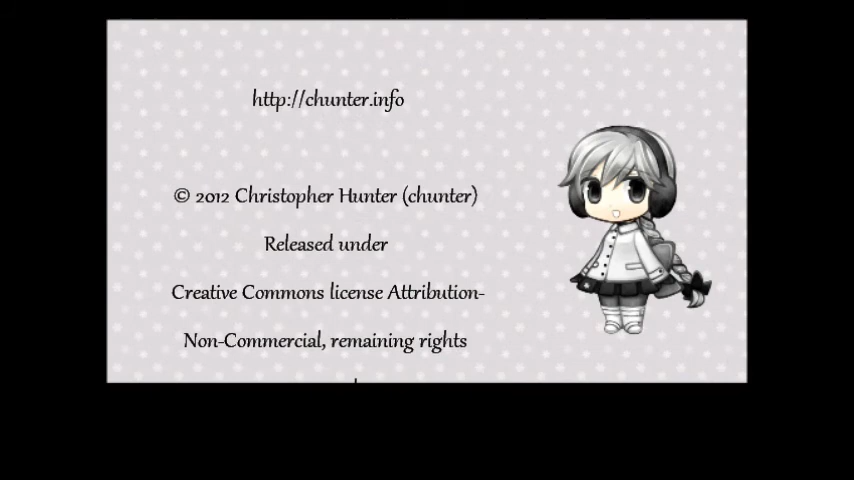 http://chunter.info
© 2012 Christopher Hunter (chunter)
Released under
Creative Commons license Attribution-
Non-Commercial, remaining rights